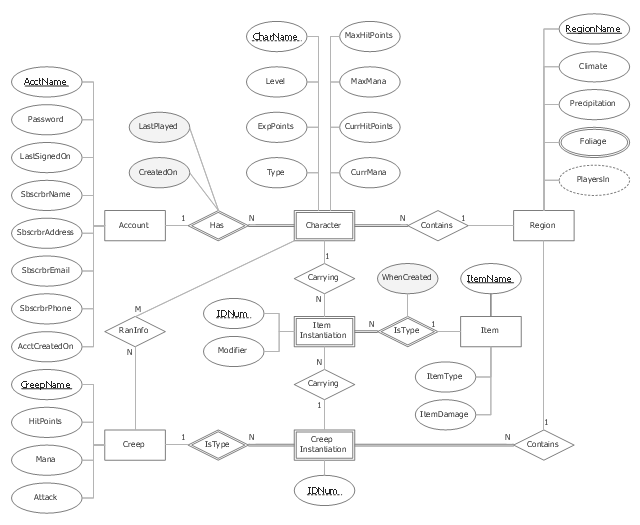 CharName
MaxHitPoints
RegionName
Level
MaxMana
Climate
AcctName
Password
LastPlayed
ExpPoints
CurrHitPoints
Precipitation
LastSignedOn
CreatedOn
Type
CurrMana
Foliage
SbscrbrName
PlayersIn
SbscrbrAddress
Account
1
Has
N
Character
N
Contains
1
Region
SbscrbrEmail
1
Carrying
WhenCreated
ItemName
SbscrbrPhone
N
M
IDNum
RanInfo
Item
Instantiation
N
IsType
1
Item
AcctCreatedOn
Modifier
N
N
CreepName
Carrying
ItemType
HitPoints
1
ItemDamage
1
Creep
1
IsType
N
Creep
Instantiation
N
Contains
Mana
Attack
IDNum